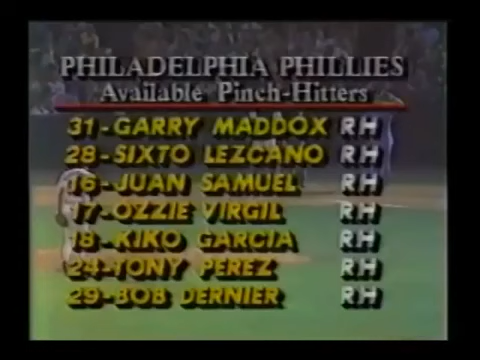 PHILADELPHIA PHILLIES
Available Pinch-Hitters
31-GARRY MADDOX RH
28-SIXTO LEZCANO RH
16-JUAN SAMUEL RH
17-OZZIE VIRGIL RH
18-KIKO GARCIA RH
24-TONY PEREZ RH
29-BOB DERNIER RH